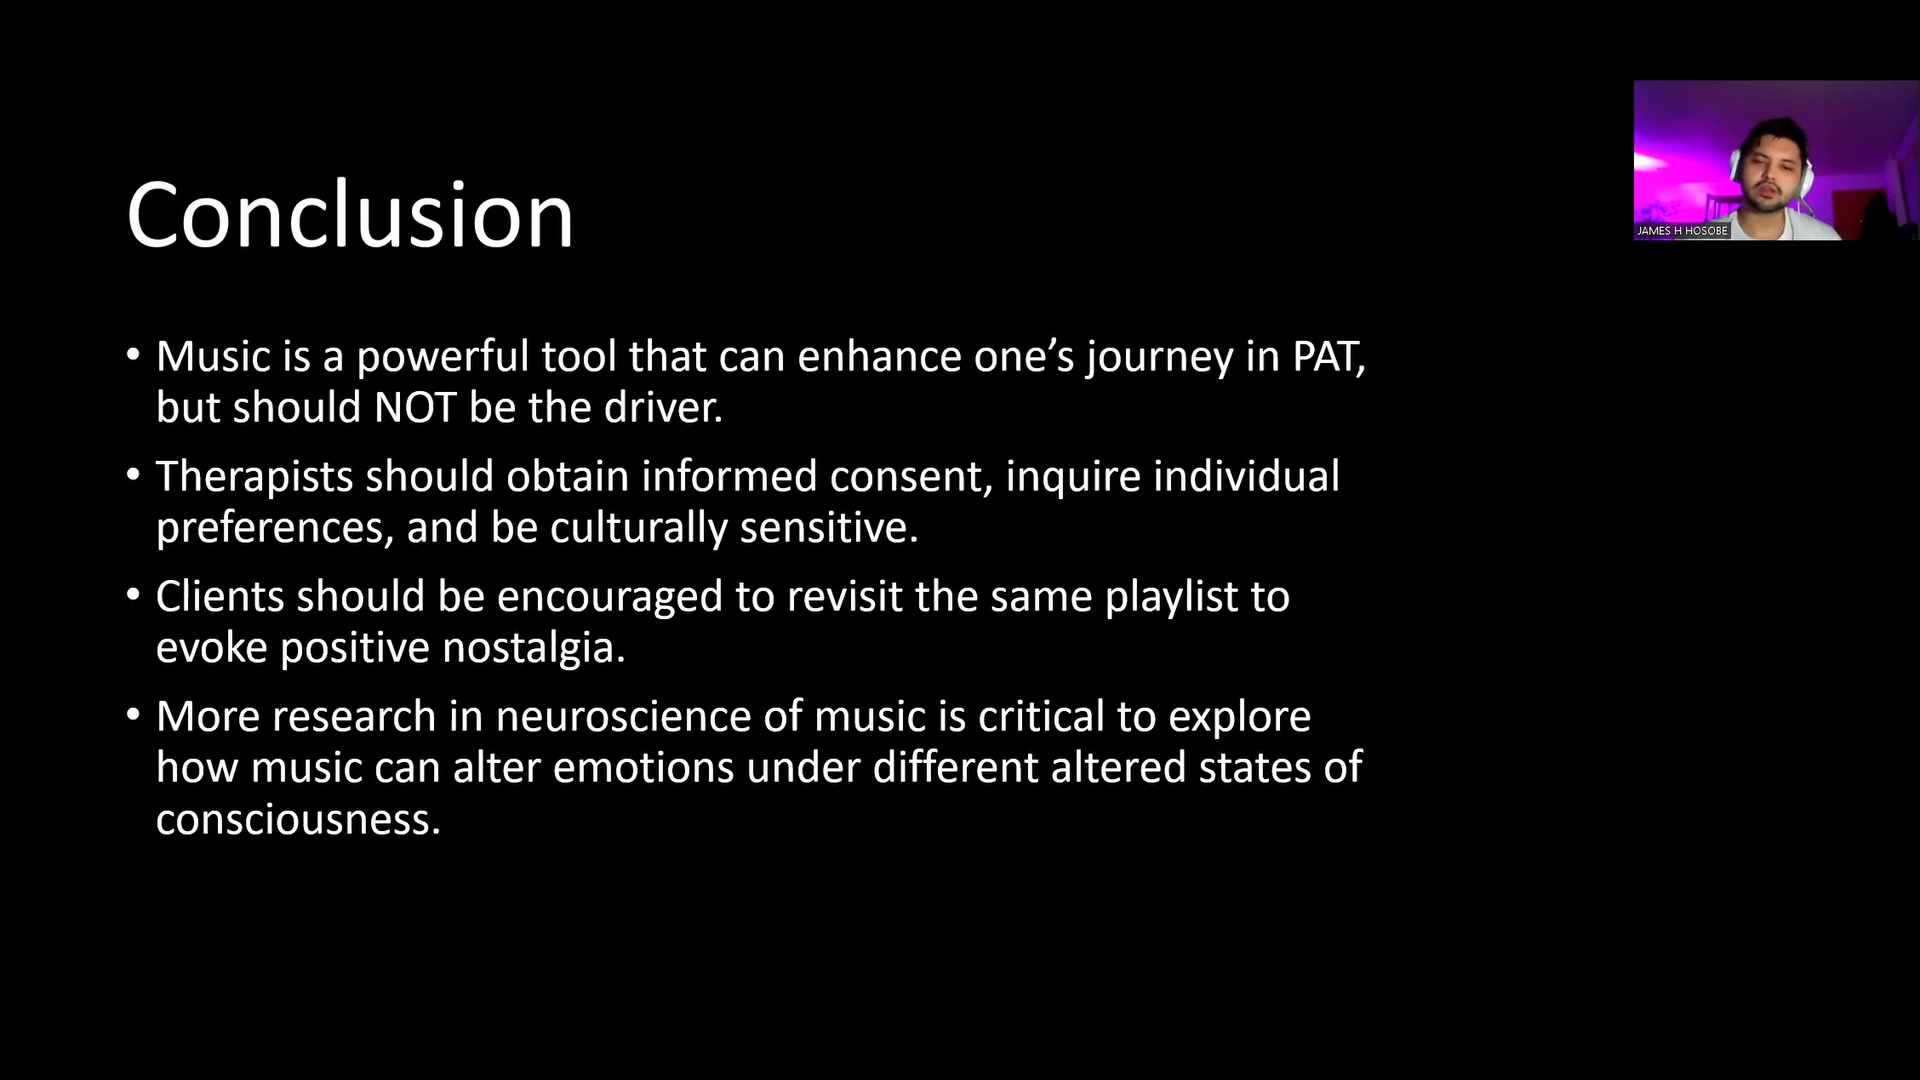 Conclusion
JAMES H HOSOBE
• Music is a powerful tool that can enhance one’s journey in PAT,
but should NOT be the driver.
• Therapists should obtain informed consent, inquire individual
preferences, and be culturally sensitive.
• Clients should be encouraged to revisit the same playlist to
evoke positive nostalgia.
• More research in neuroscience of music is critical to explore
how music can alter emotions under different altered states of
consciousness.